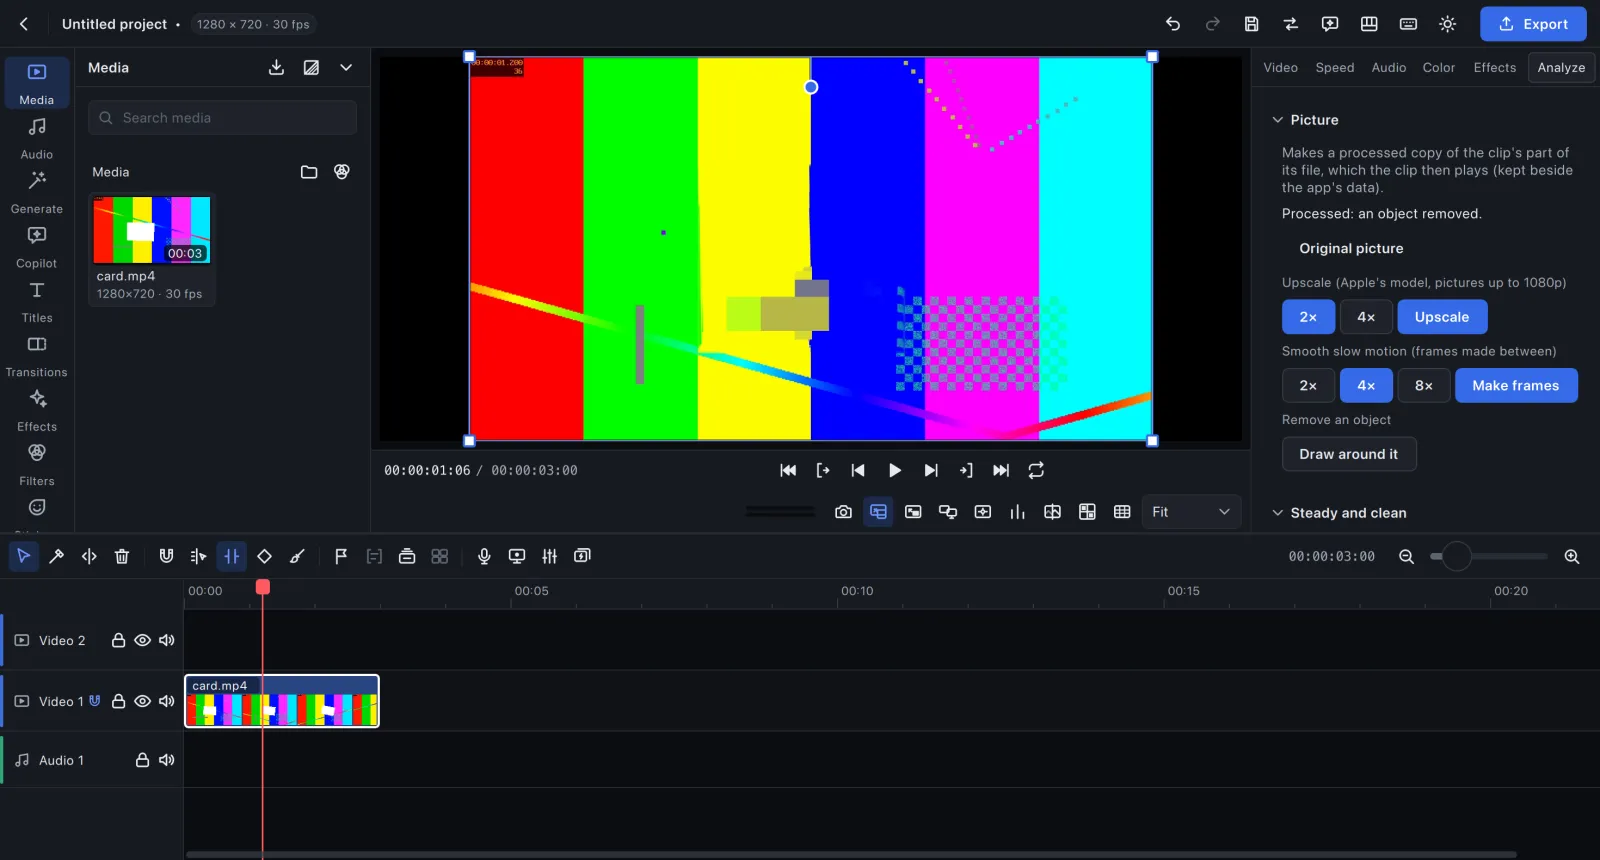 Untitled project •
1280 × 720 · 30 fps
Export
Media
Audio
Generate
Copilot
Titles
Transitions
Effects
Filters
Media
Search media
Media
00:03
card.mp4
1280×720 · 30 fps
00:00:01.200
36
00:00:01:06 / 00:00:03:00
Fit
Video
Speed
Audio
Color
Effects
Analyze
Picture
Makes a processed copy of the clip's part of
its file, which the clip then plays (kept beside
the app's data).
Processed: an object removed.
Original picture
Upscale (Apple's model, pictures up to 1080p)
2×
4×
Upscale
Smooth slow motion (frames made between)
2×
4×
8×
Make frames
Remove an object
Draw around it
Steady and clean
00:00:03:00
00:00
00:05
00:10
00:15
00:20
Video 2
Video 1
card.mp4
Audio 1